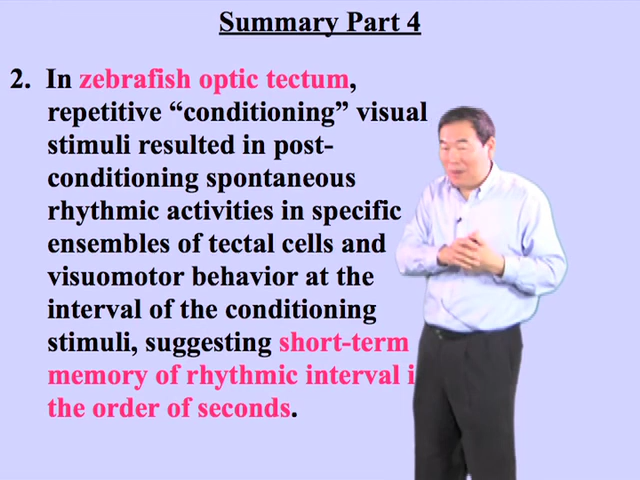 Summary Part 4
2. In zebrafish optic tectum,
repetitive “conditioning” visual
stimuli resulted in post-
conditioning spontaneous
rhythmic activities in specific
ensembles of tectal cells and
visuomotor behavior at the
interval of the conditioning
stimuli, suggesting short-term
memory of rhythmic interval
the order of seconds.